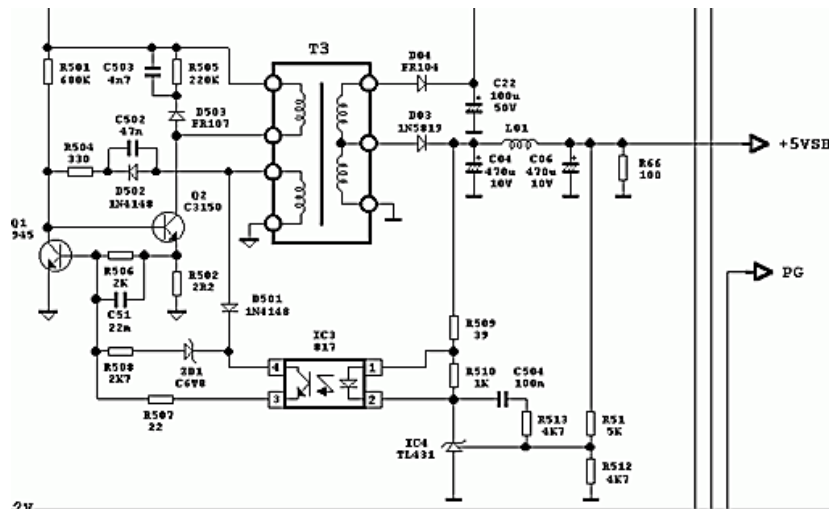 T3
R501
600K
C503
4n7
R505
220K
D503
FR107
D04
FR104
C22
100u
50V
D03
1N5819
L01
+5VSB
C502
47n
R504
330
D502
1N4148
C04
470u
10V
C06
470u
10V
R66
100
Q2
C3150
Q1
945
R506
2K
C51
22n
R502
2R2
D501
1N4148
PG
R509
39
IC3
817
4
3
1
2
R510
1K
C504
100n
R508
2K7
ZD1
C6V8
R507
22
R513
4K7
R51
5K
IC4
TL431
R512
4K7